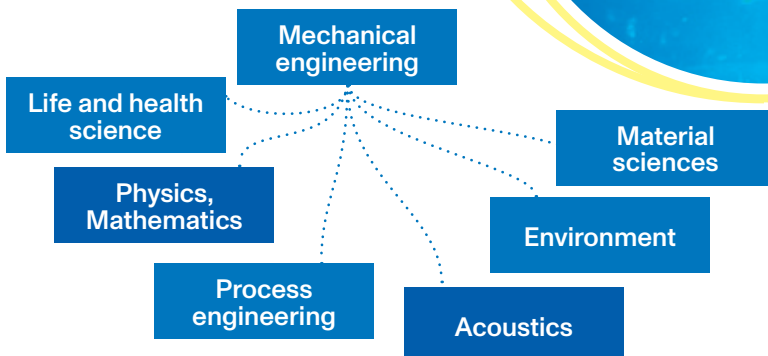 Mechanical
engineering
Life and health
science
Material
sciences
Physics,
Mathematics
Environment
Process
engineering
Acoustics